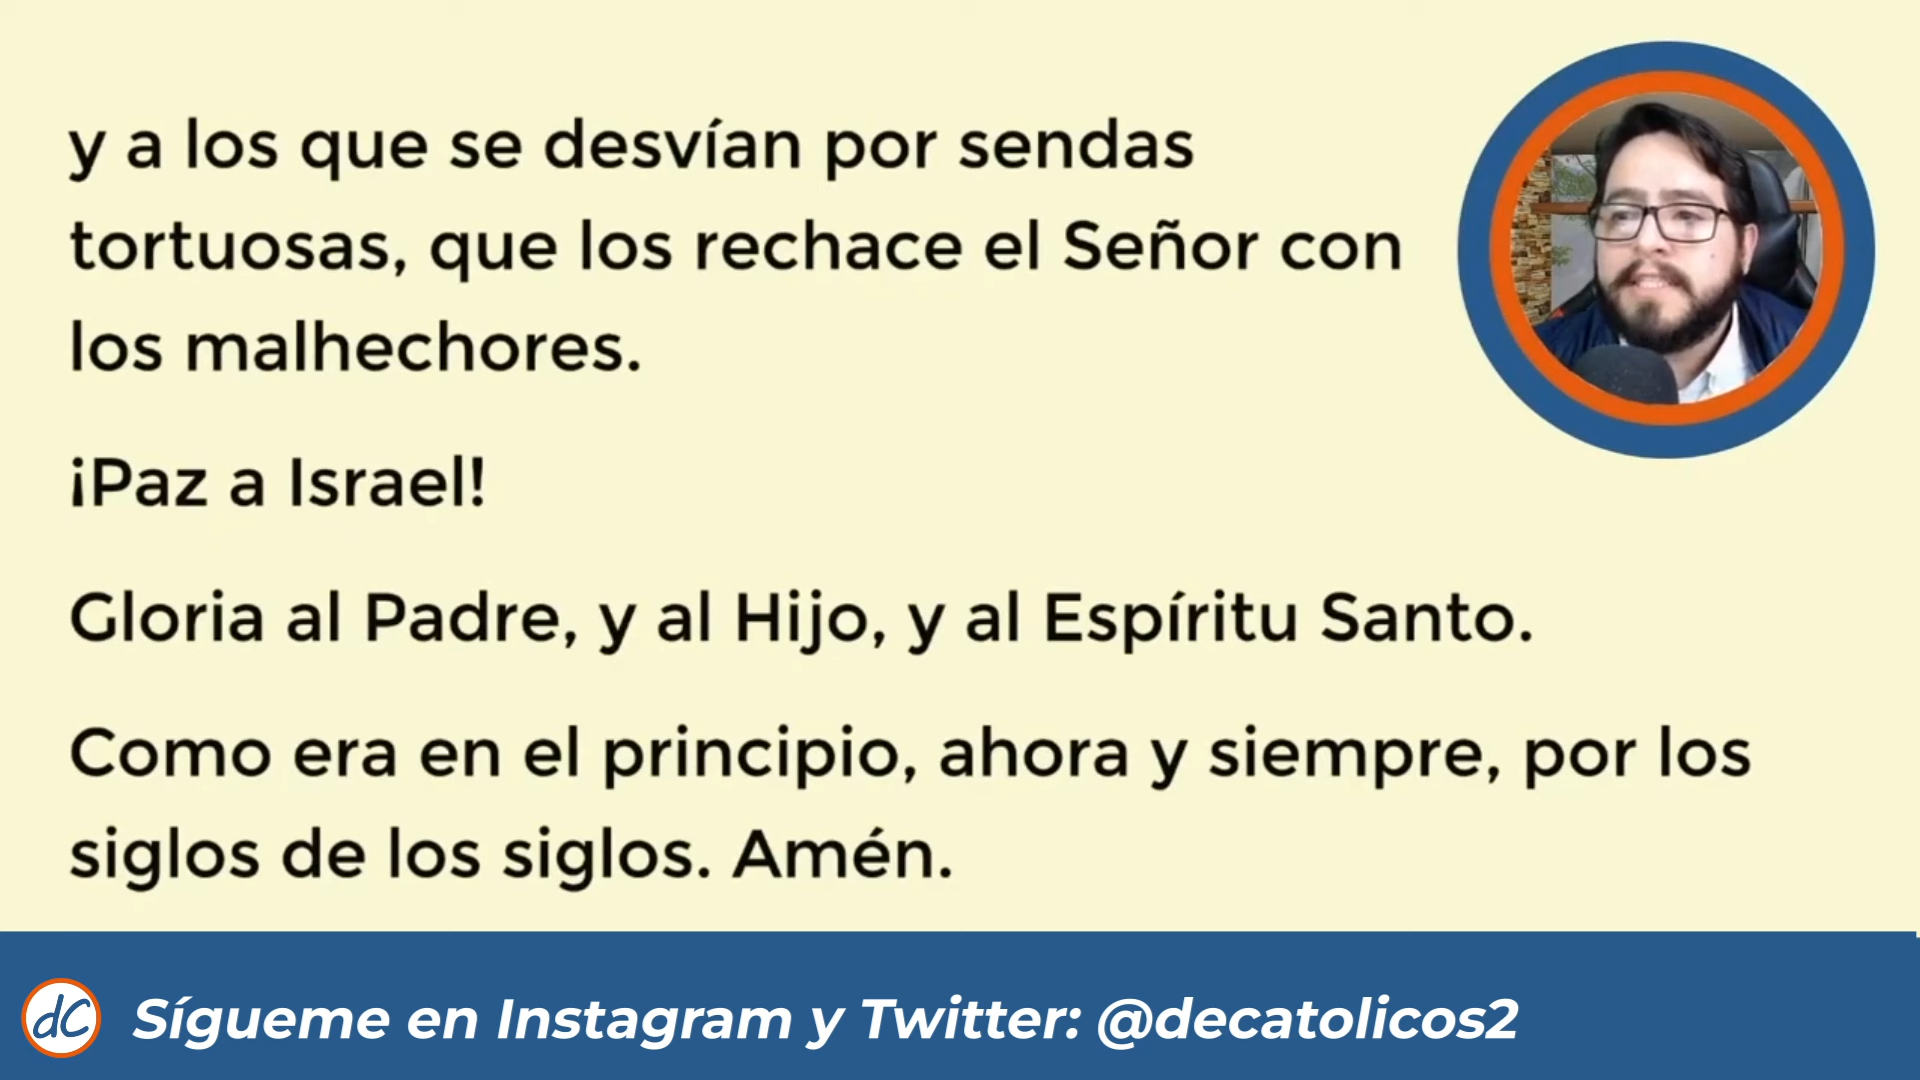 y a los que se desvían por sendas
tortuosas, que los rechace el Señor con
los malhechores.
¡Paz a Israel!
Gloria al Padre, y al Hijo, y al Espíritu Santo.
Como era en el principio, ahora y siempre, por los
siglos de los siglos. Amén.
dC Sígueme en Instagram y Twitter: @decatolicos2